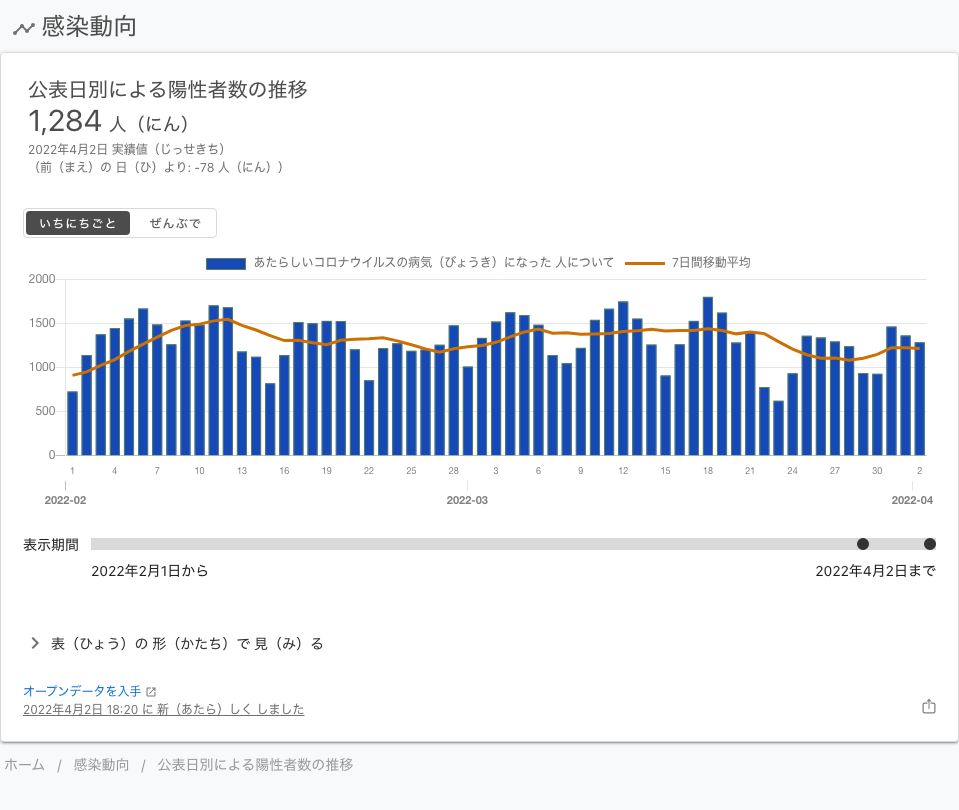 感染動向
公表日別による陽性者数の推移
1,284 人（にん）
2022年4月2日 実績値（じっせきち）
（前（まえ）の 日（ひ）より: -78 人（にん））
いちにちごと ぜんぶで
あたらしいコロナウイルスの病気（びょうき）になった 人について 7日間移動平均
2000
1500
1000
500
0
1 4 7 10 13 16 19 22 25 28 3 6 9 12 15 18 21 24 27 30 2
2022-02 2022-03 2022-04
表示期間
2022年2月1日から 2022年4月2日まで
表（ひょう）の 形（かたち）で 見（み）る
オープンデータを入手
2022年4月2日 18:20 に 新（あたら）しく しました
ホーム / 感染動向 / 公表日別による陽性者数の推移